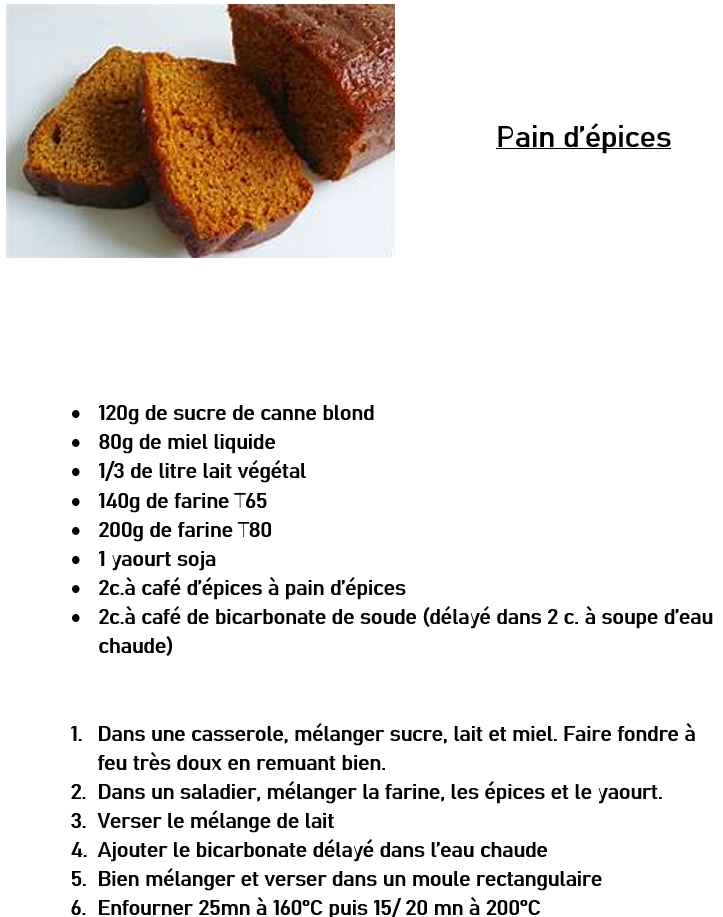 Pain d'épices
• 120g de sucre de canne blond
• 80g de miel liquide
• 1/3 de litre lait végétal
• 140g de farine T65
• 200g de farine T80
• 1 yaourt soja
• 2c.à café d'épices à pain d'épices
• 2c.à café de bicarbonate de soude (délayé dans 2 c. à soupe d'eau
chaude)
1. Dans une casserole, mélanger sucre, lait et miel. Faire fondre à
feu très doux en remuant bien.
2. Dans un saladier, mélanger la farine, les épices et le yaourt.
3. Verser le mélange de lait
4. Ajouter le bicarbonate délayé dans l'eau chaude
5. Bien mélanger et verser dans un moule rectangulaire
6. Enfourner 25mn à 160°C puis 15/ 20 mn à 200°C